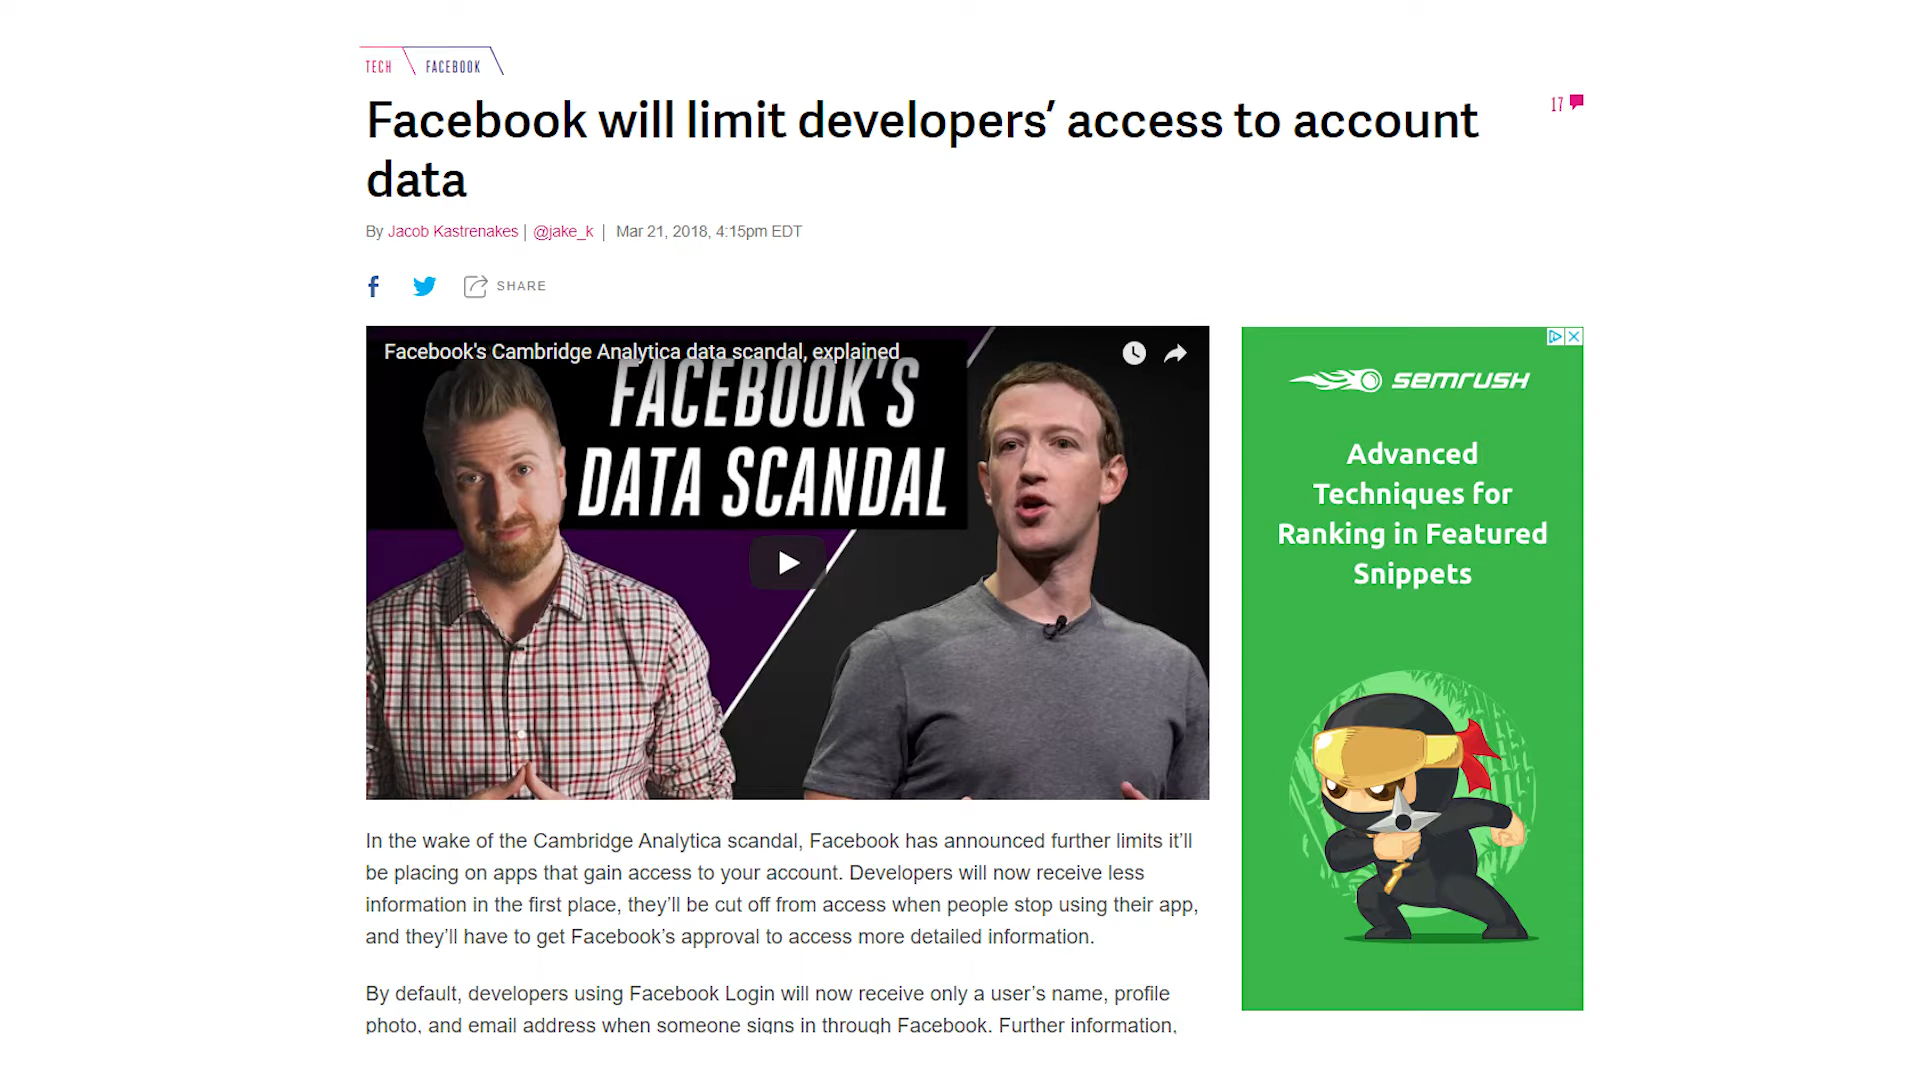 TECH
FACEBOOK
Facebook will limit developers’ access to account
data
17
By Jacob Kastrenakes | @jake_k | Mar 21, 2018, 4:15pm EDT
SHARE
Facebook's Cambridge Analytica data scandal, explained
FACEBOOK'S
DATA SCANDAL
In the wake of the Cambridge Analytica scandal, Facebook has announced further limits it’ll
be placing on apps that gain access to your account. Developers will now receive less
information in the first place, they’ll be cut off from access when people stop using their app,
and they’ll have to get Facebook’s approval to access more detailed information.
By default, developers using Facebook Login will now receive only a user’s name, profile
photo, and email address when someone signs in through Facebook. Further information,
semrush
Advanced
Techniques for
Ranking in Featured
Snippets